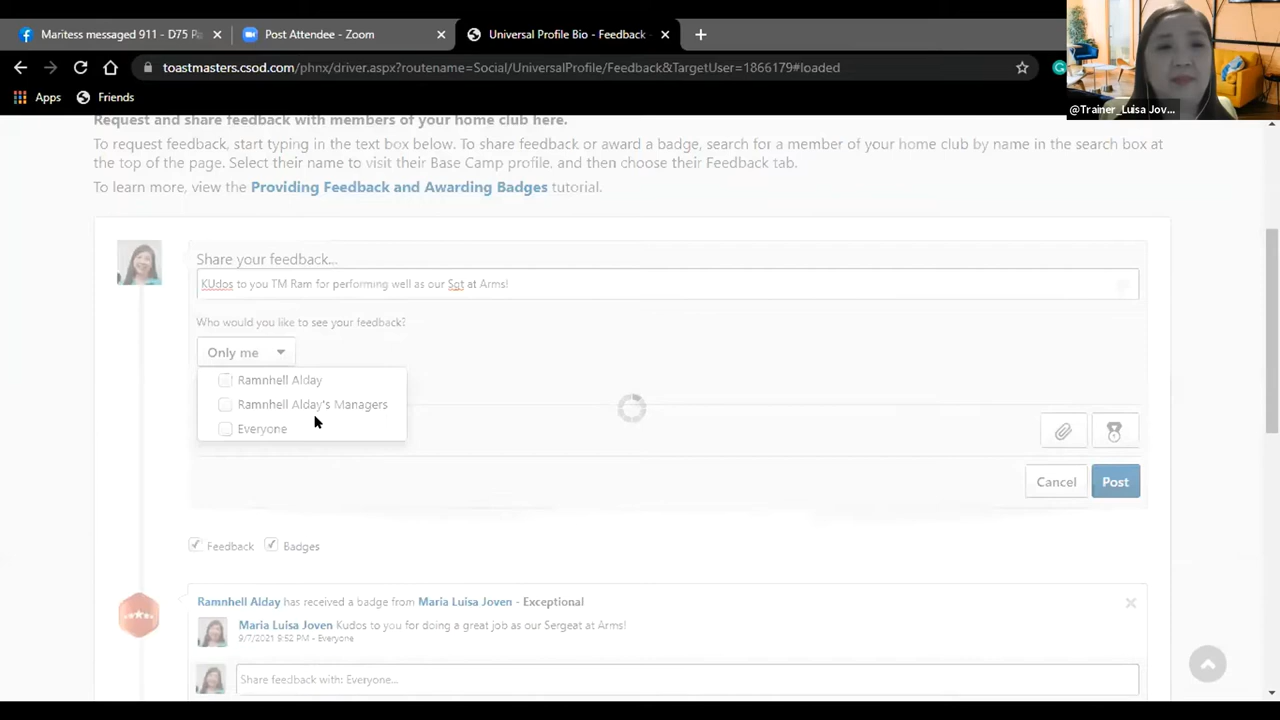 Maritess messaged 911 - D75 Pa
Post Attendee - Zoom
Universal Profile Bio - Feedback
toastmasters.csod.com/phnx/driver.aspx?routename=Social/UniversalProfile/Feedback&TargetUser=1866179#loaded
Apps
Friends
@Trainer_Luisa Jov...
Request and share feedback with members of your home club here.
To request feedback, start typing in the text box below. To share feedback or award a badge, search for a member of your home club by name in the search box at
the top of the page. Select their name to visit their Base Camp profile, and then choose their Feedback tab.
To learn more, view the Providing Feedback and Awarding Badges tutorial.
Share your feedback...
KUdos to you TM Ram for performing well as our Sgt at Arms!
Who would you like to see your feedback?
Only me
Ramnhell Alday
Ramnhell Alday's Managers
Everyone
Cancel
Post
Feedback
Badges
Ramnhell Alday has received a badge from Maria Luisa Joven - Exceptional
Maria Luisa Joven Kudos to you for doing a great job as our Sergeat at Arms!
9/7/2021 9:52 PM - Everyone
Share feedback with: Everyone...